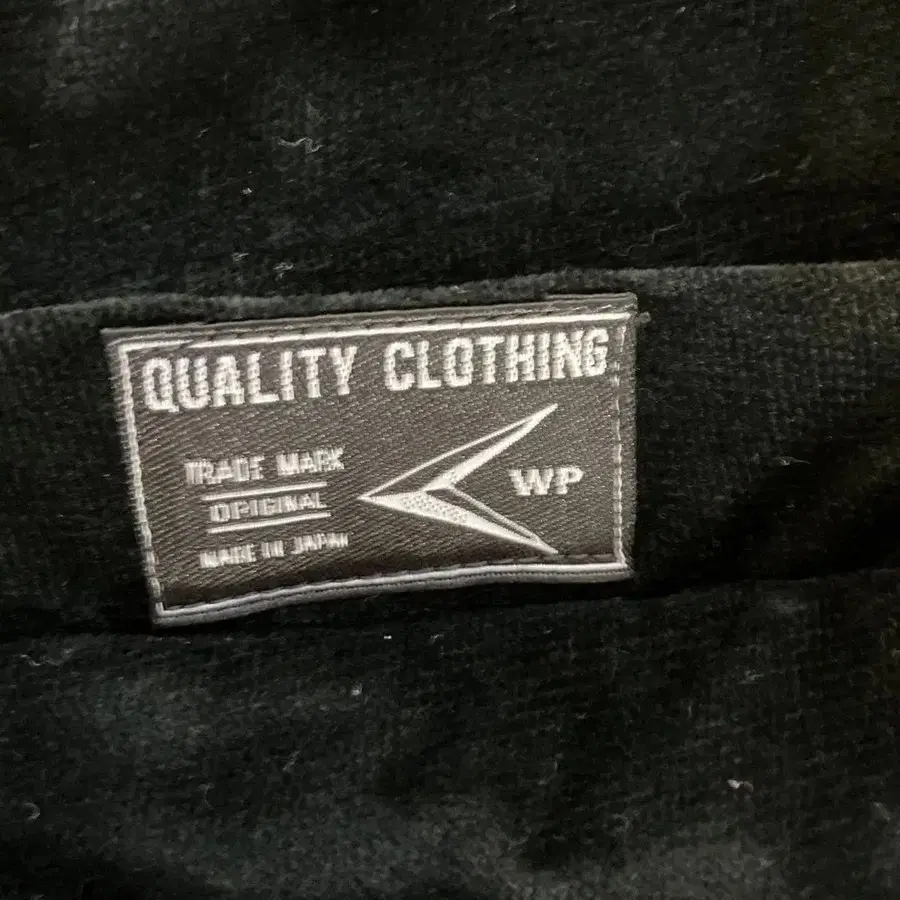 QUALITY CLOTHING
TRADE MARK
ORIGINAL
MADE IN JAPAN
WP